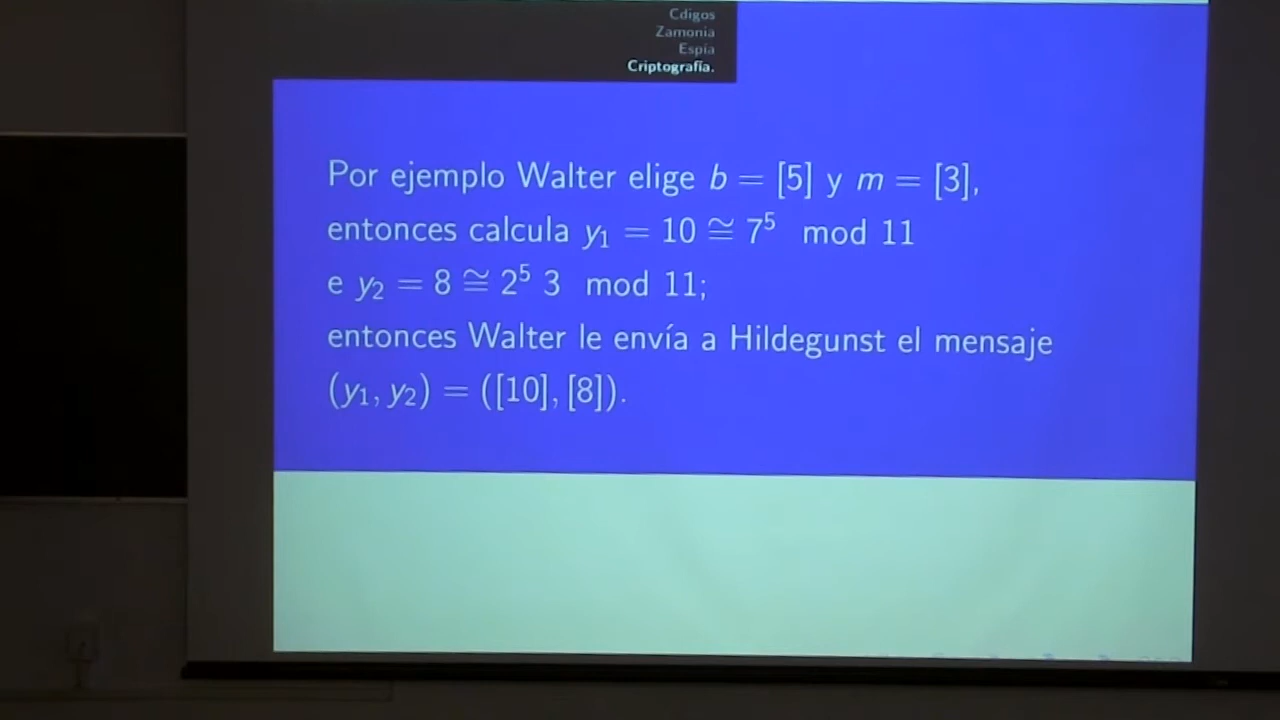 Cdigos
Zamonia
Espía
Criptografía.
Por ejemplo Walter elige b = [5] y m = [3],
entonces calcula y₁ = 10 ≅ 7⁵ mod 11
e y₂ = 8 ≅ 2⁵ 3 mod 11;
entonces Walter le envía a Hildegunst el mensaje
(y₁, y₂) = ([10], [8]).